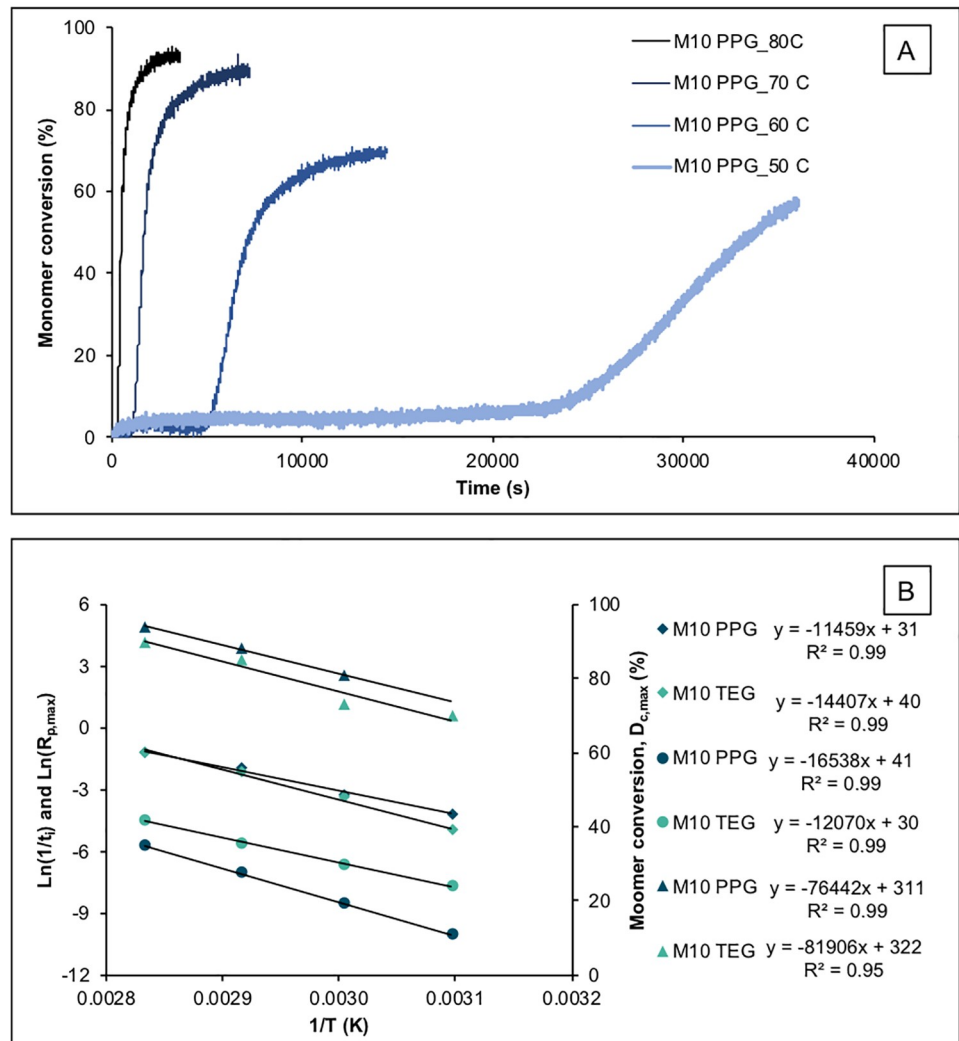 A
M10 PPG_80C
M10 PPG_70 C
M10 PPG_60 C
M10 PPG_50 C
Monomer conversion (%)
100
80
60
40
20
0
0 10000 20000 30000 40000
Time (s)
B
Ln(1/tᵢ) and Ln(Rp,max)
6
3
0
-3
-6
-9
-12
0.0028 0.0029 0.0030 0.0031 0.0032
1/T (K)
100
80
60
40
20
0
Moomer conversion, Dc,max (%)
M10 PPG y = -11459x + 31
R² = 0.99
M10 TEG y = -14407x + 40
R² = 0.99
M10 PPG y = -16538x + 41
R² = 0.99
M10 TEG y = -12070x + 30
R² = 0.99
M10 PPG y = -76442x + 311
R² = 0.99
M10 TEG y = -81906x + 322
R² = 0.95